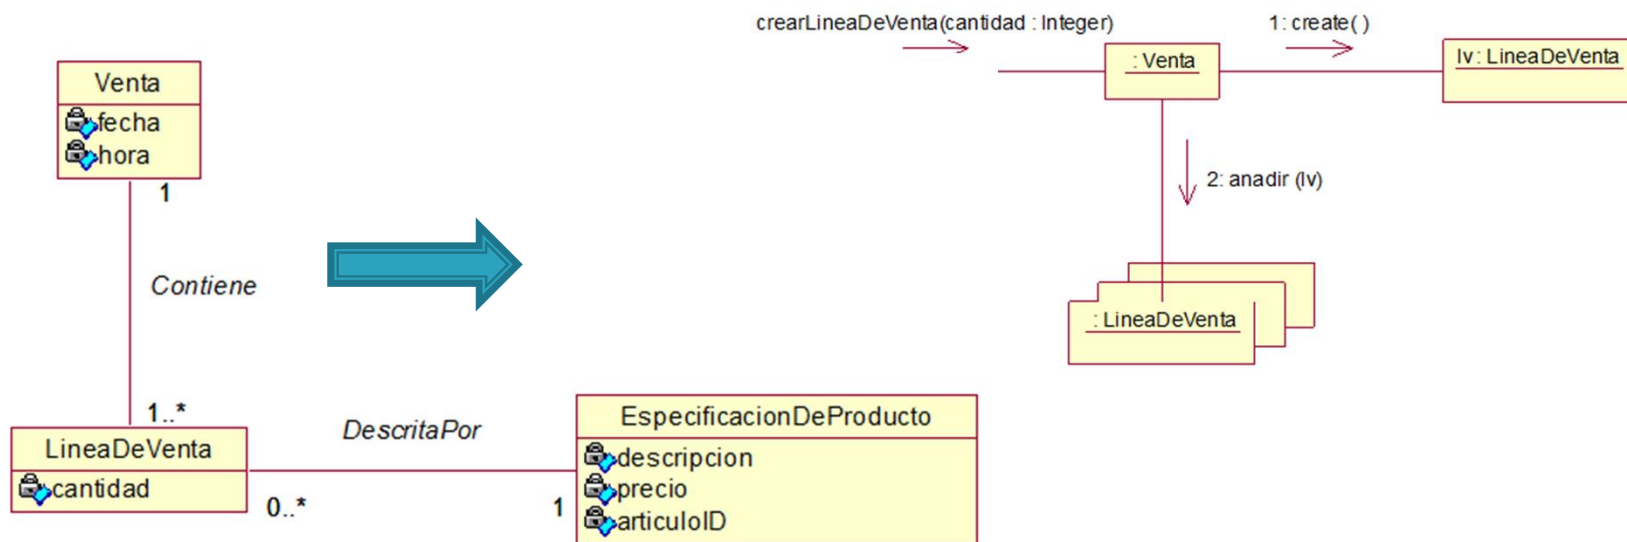 Venta
fecha
hora
1
Contiene
1..*
LineaDeVenta
cantidad
DescritaPor
0..*
1
EspecificacionDeProducto
descripcion
precio
articuloID
crearLineaDeVenta(cantidad : Integer)
1: create( )
: Venta
lv: LineaDeVenta
2: anadir (lv)
: LineaDeVenta